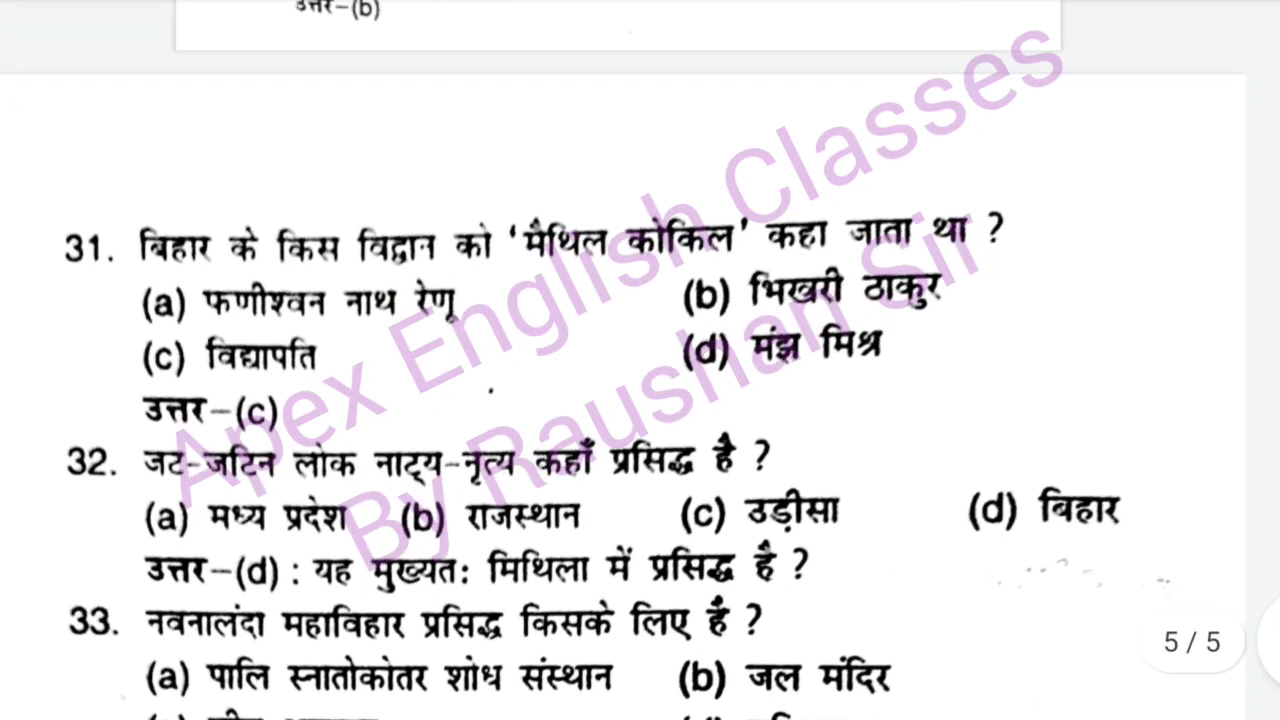 उत्तर–(b)
Apex English Classes
By Raushan Sir
31. बिहार के किस विद्वान को 'मैथिल कोकिल' कहा जाता था ?
(a) फणीश्वन नाथ रेणू (b) भिखरी ठाकुर
(c) विद्यापति (d) मंझ मिश्र
उत्तर–(c)
32. जट-जटिन लोक नाट्य-नृत्य कहाँ प्रसिद्ध है ?
(a) मध्य प्रदेश (b) राजस्थान (c) उड़ीसा (d) बिहार
उत्तर–(d) : यह मुख्यतः मिथिला में प्रसिद्ध है ?
33. नवनालंदा महाविहार प्रसिद्ध किसके लिए है ?
(a) पालि स्नातोकोतर शोध संस्थान (b) जल मंदिर
5 / 5